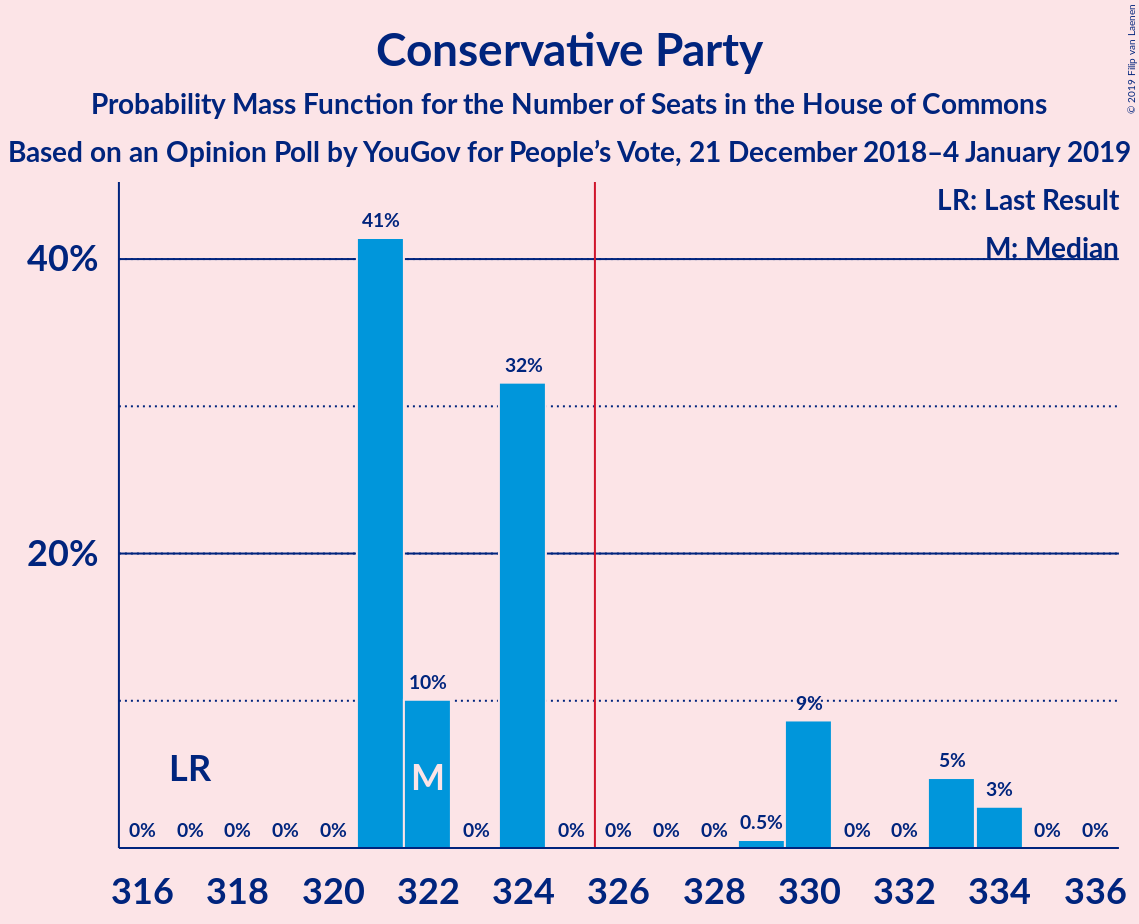 Conservative Party
Probability Mass Function for the Number of Seats in the House of Commons
Based on an Opinion Poll by YouGov for People’s Vote, 21 December 2018–4 January 2019
© 2019 Filip van Laenen
LR: Last Result
M: Median
40%
20%
0% 0% 0% 0% 0% 41% 10% 0% 32% 0% 0% 0% 0% 0.5% 9% 0% 0% 5% 3% 0% 0%
LR
M
316 318 320 322 324 326 328 330 332 334 336